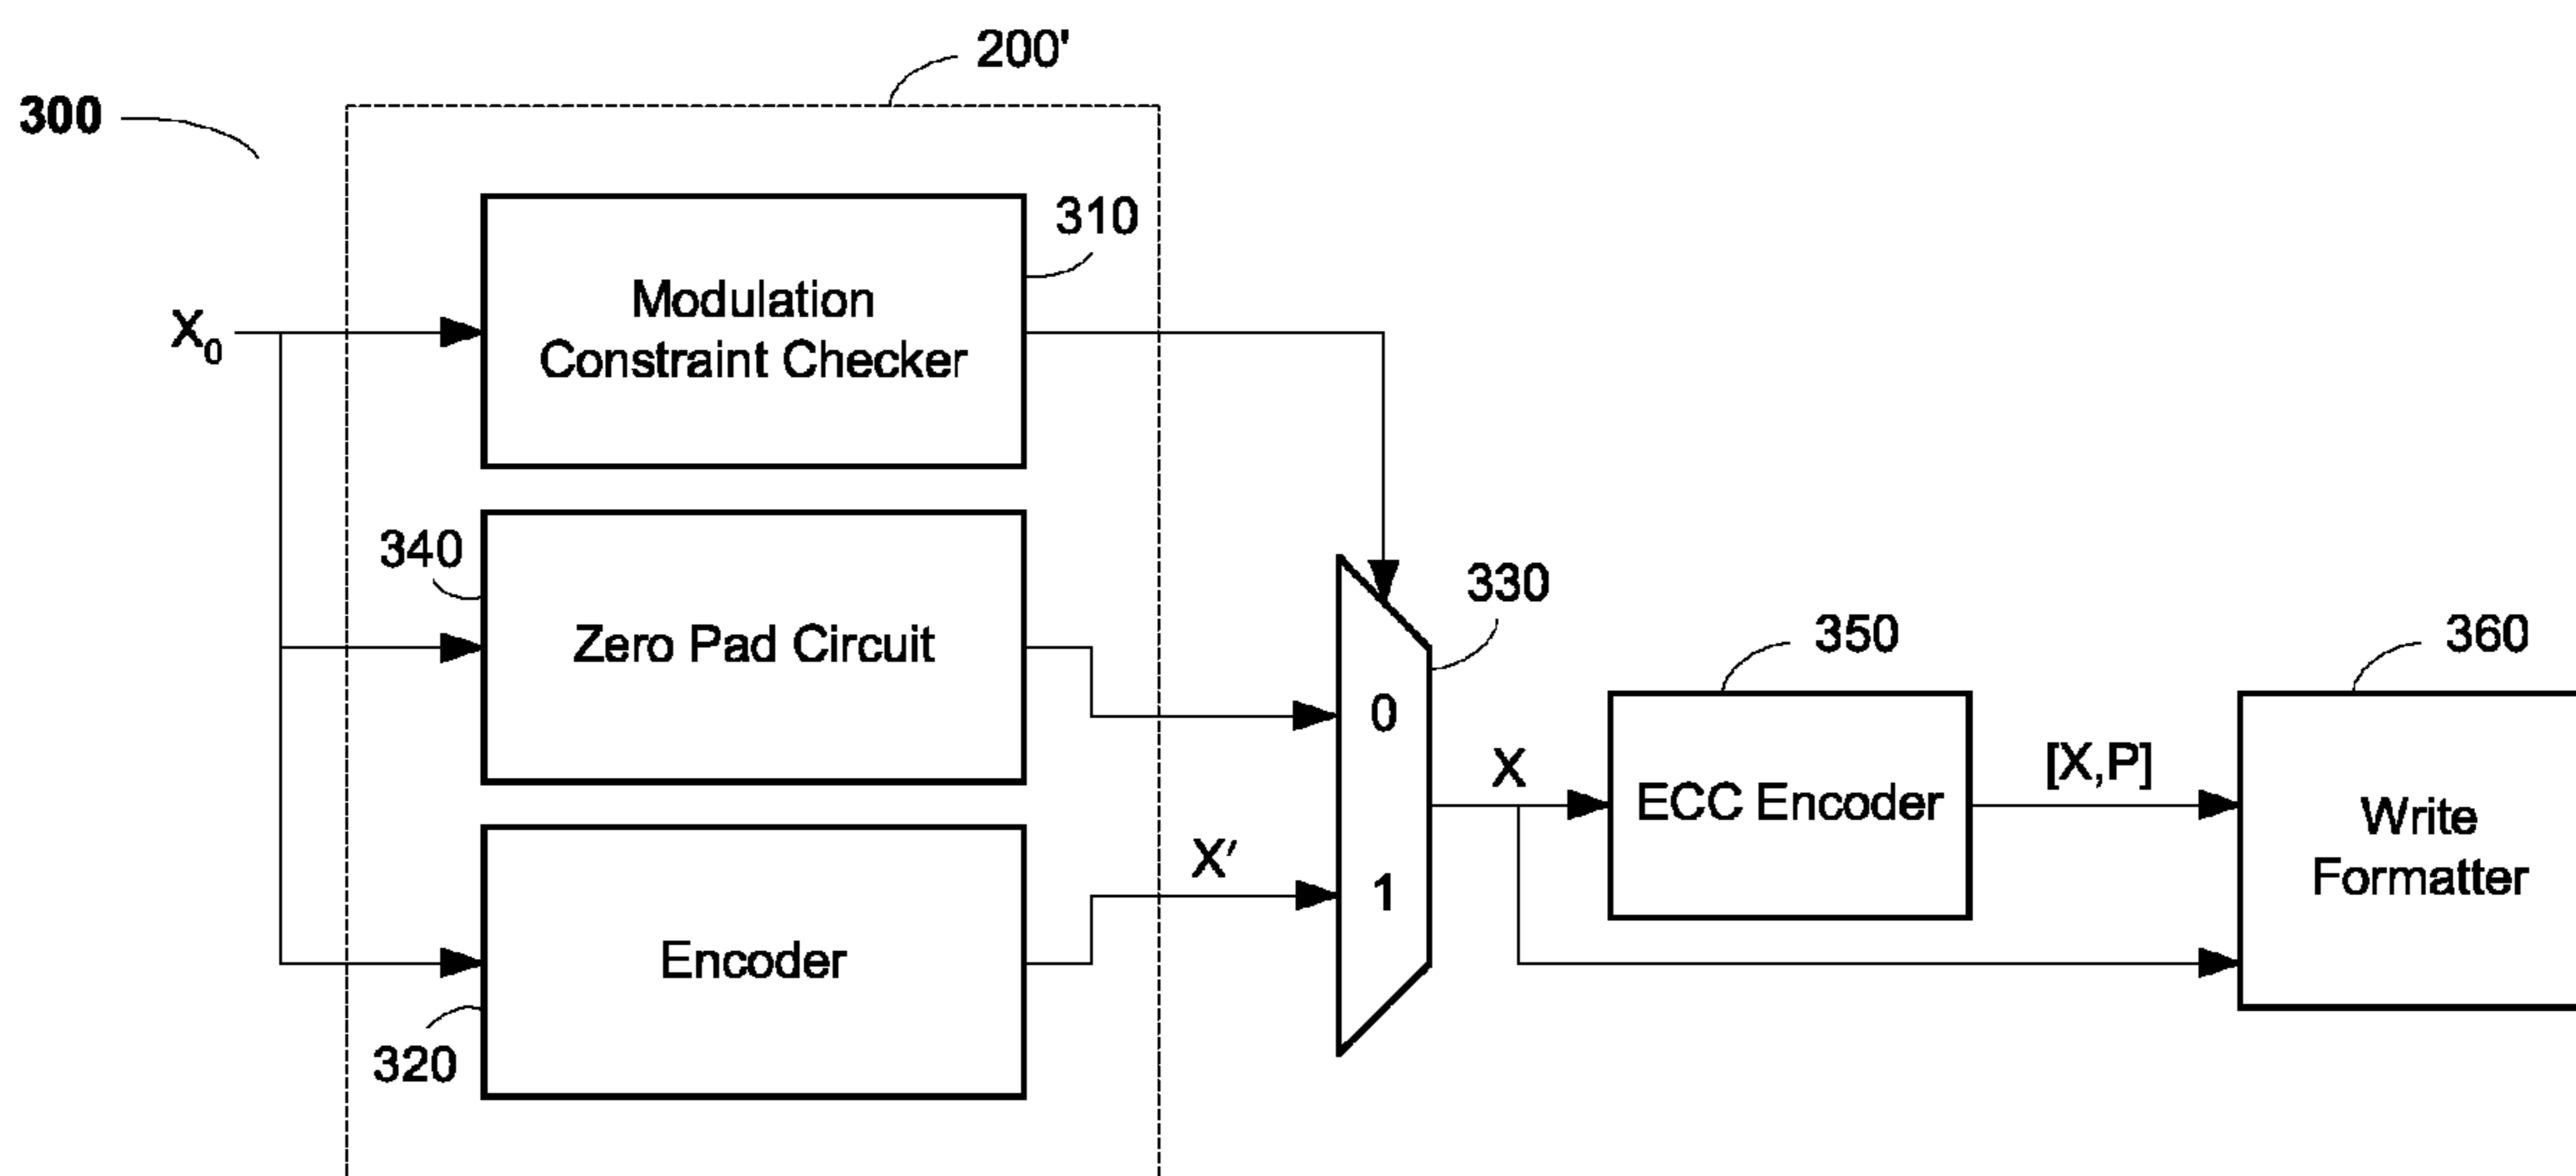 200'
300
310
Modulation
Constraint Checker
X0
340
Zero Pad Circuit
330
0
350
360
X
ECC Encoder
[X,P]
Write
Formatter
X′
1
Encoder
320